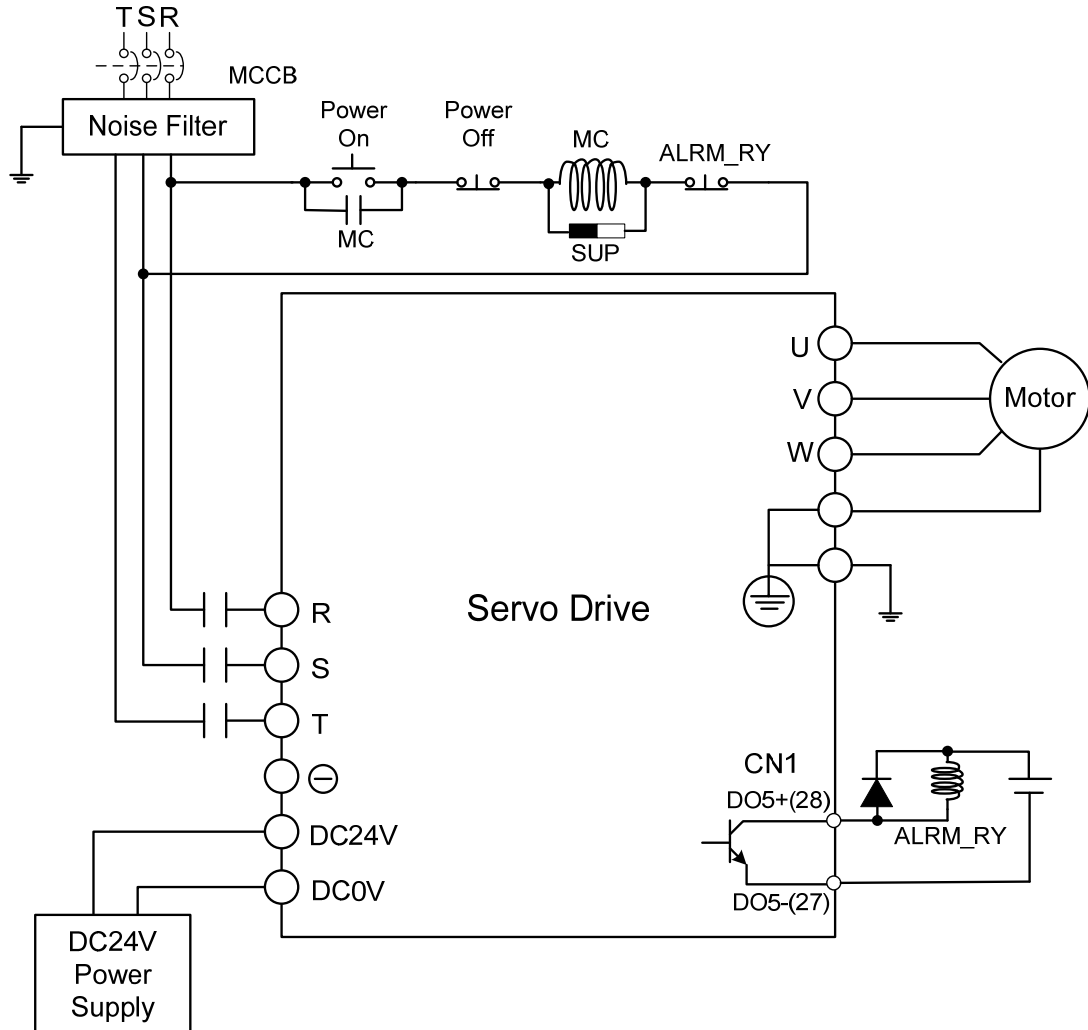 T S R
MCCB
Noise Filter
Power
On
Power
Off
MC
ALRM_RY
MC
SUP
U
V
W
Motor
Servo Drive
R
S
T
CN1
DO5+(28)
ALRM_RY
DC24V
DC0V
DO5-(27)
DC24V
Power
Supply